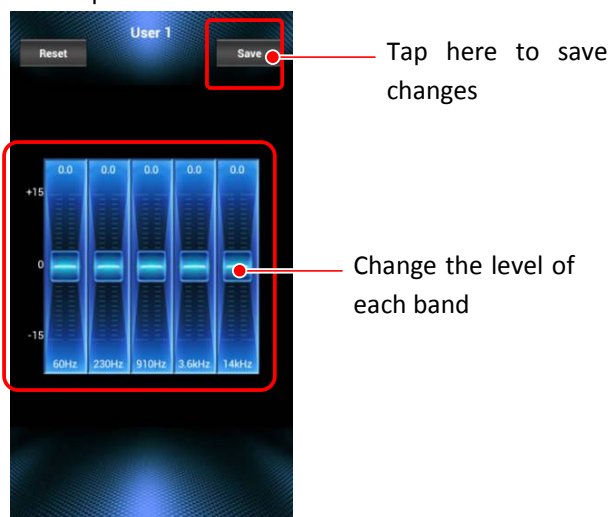 User 1
Reset
Save
Tap here to save
changes
0.0 0.0 0.0 0.0 0.0
+15
0
-15
60Hz 230Hz 910Hz 3.6kHz 14kHz
Change the level of
each band